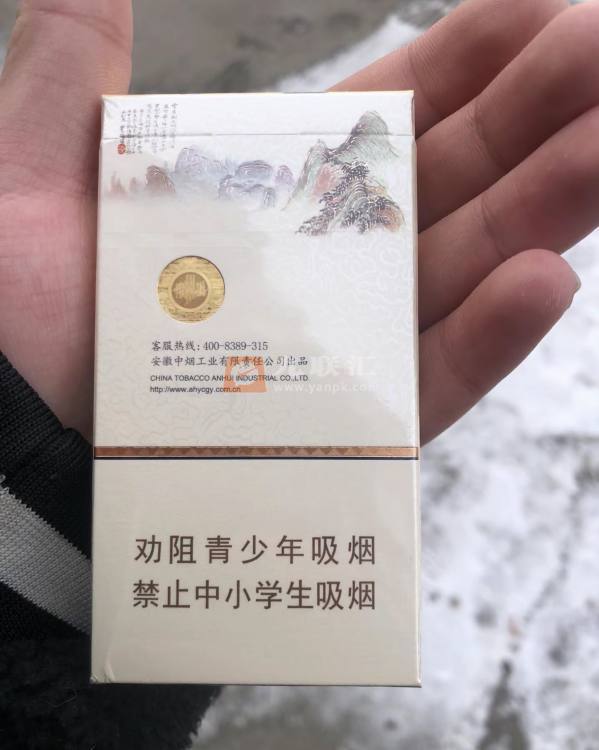 客服热线:400-8389-315
安徽中烟工业有限责任公司出品
CHINA TOBACCO ANHUI INDUSTRIAL CO.,LTD
http://www.ahycgy.com.cn
联汇
www.yanpk.com
劝阻青少年吸烟
禁止中小学生吸烟